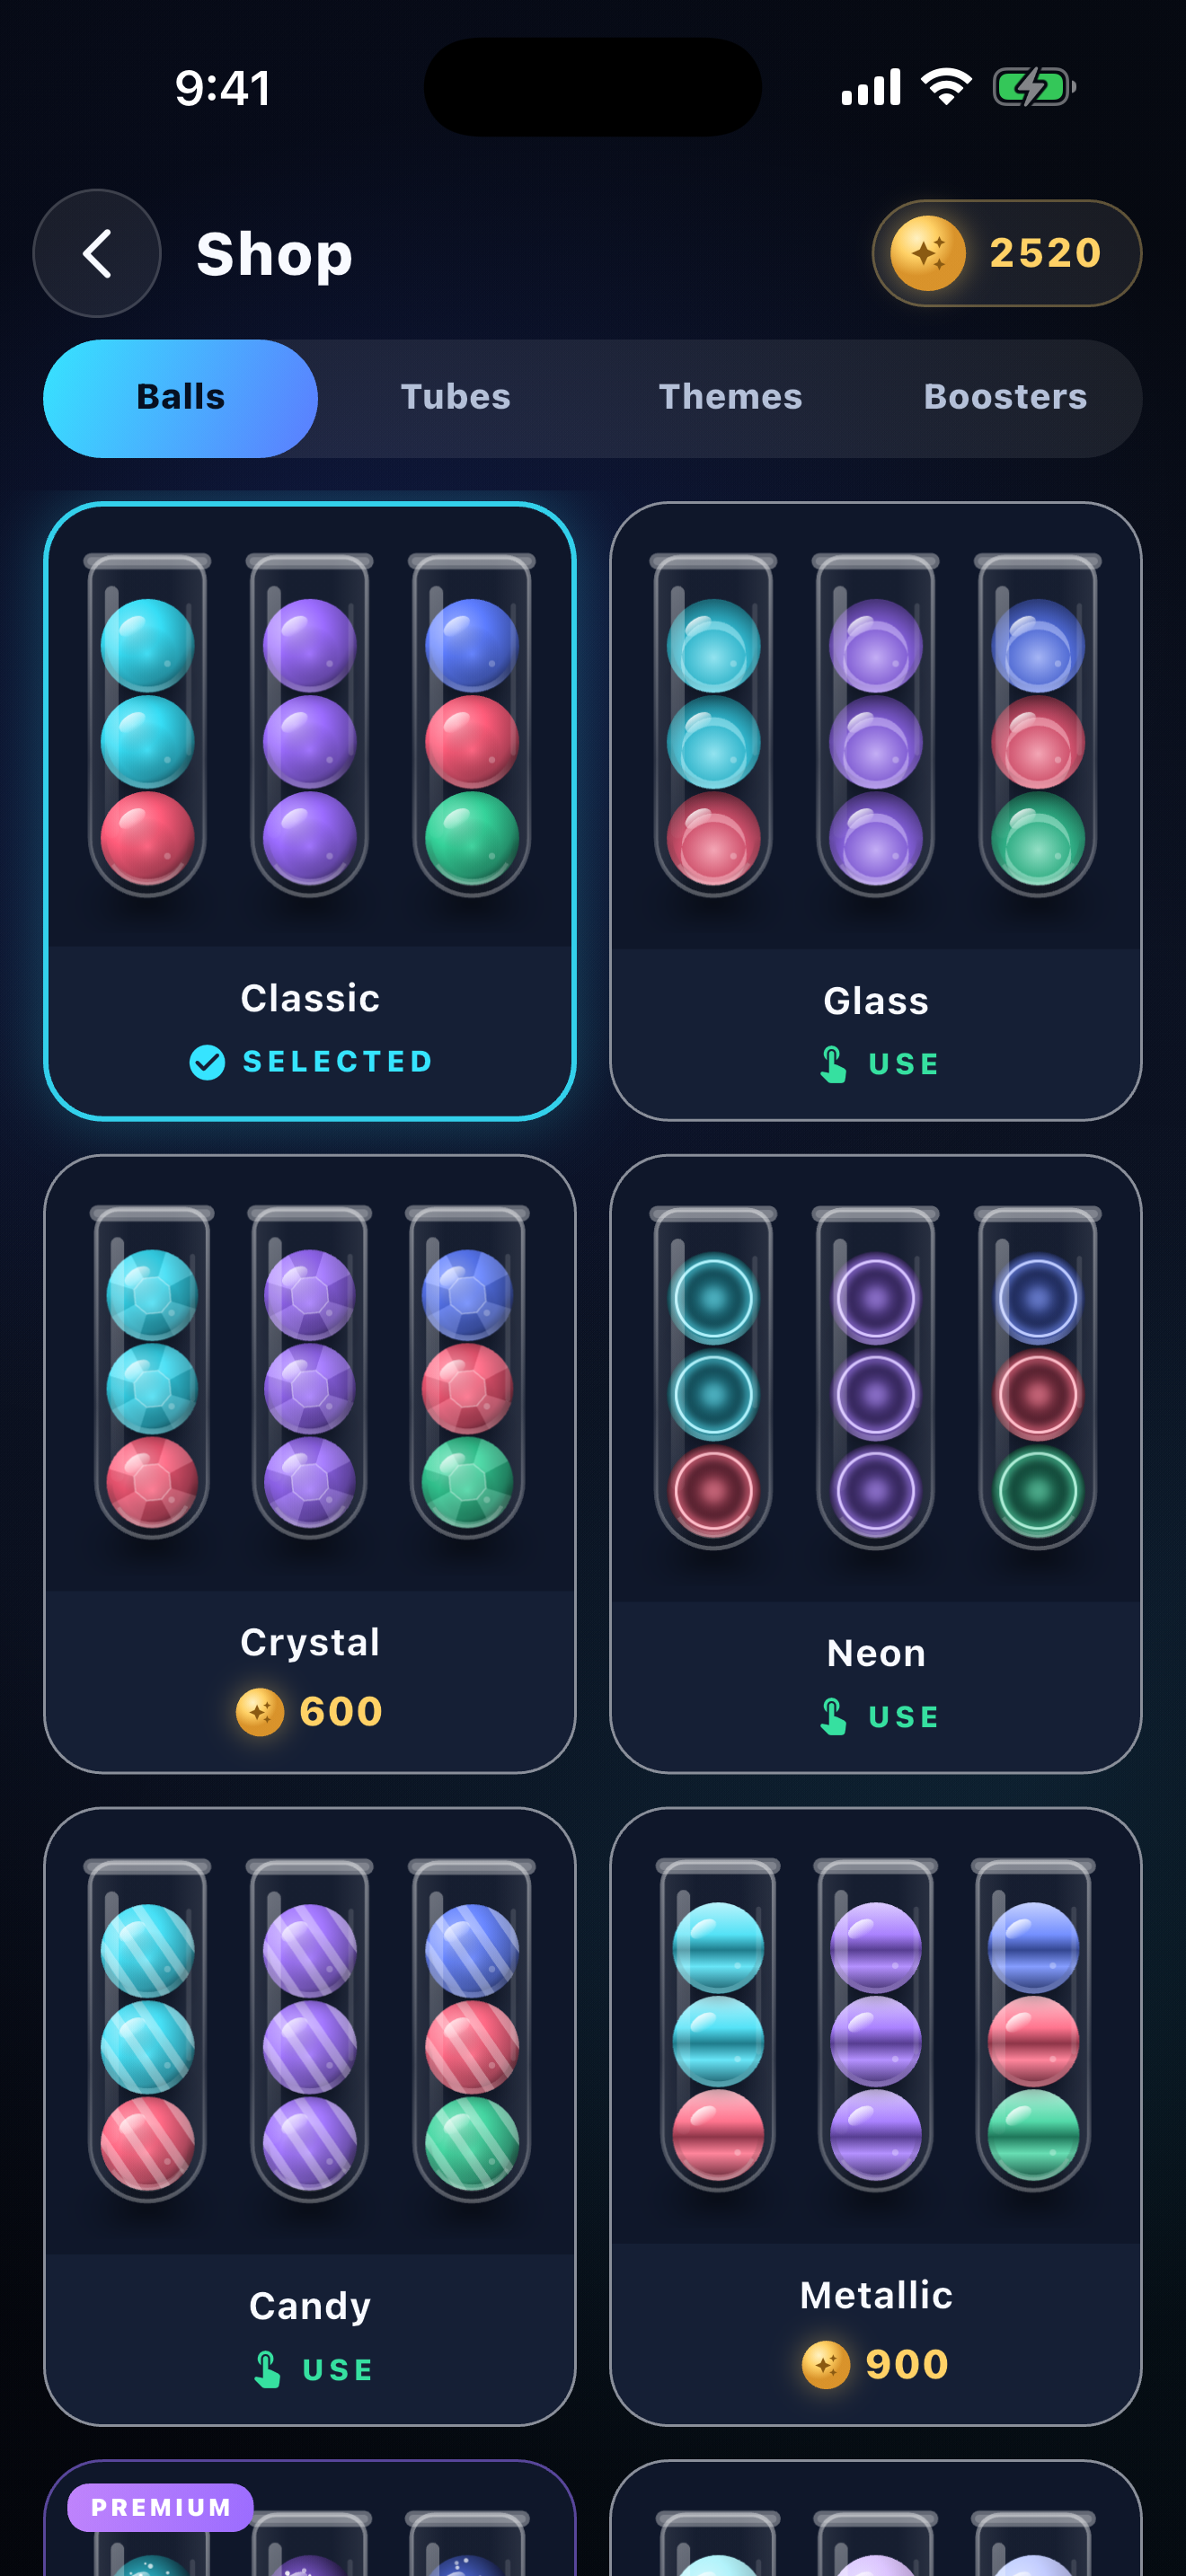 9:41
Shop
2520
Balls
Tubes
Themes
Boosters
Classic
SELECTED
Glass
USE
Crystal
600
Neon
USE
Candy
USE
Metallic
900
PREMIUM